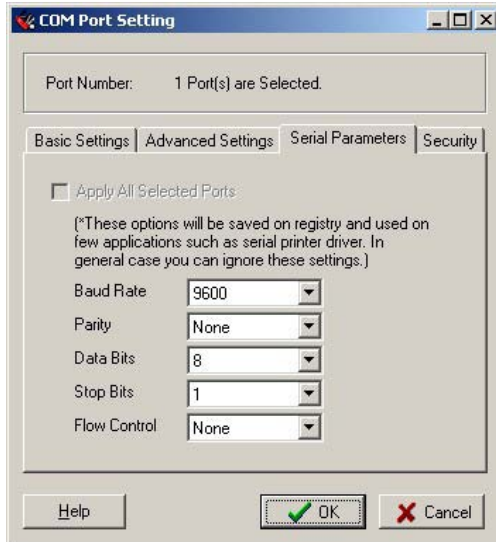 COM Port Setting
Port Number: 1 Port(s) are Selected.
Basic Settings Advanced Settings Serial Parameters Security
Apply All Selected Ports
(*These options will be saved on registry and used on
few applications such as serial printer driver. In
general case you can ignore these settings.)
Baud Rate 9600
Parity None
Data Bits 8
Stop Bits 1
Flow Control None
Help OK Cancel